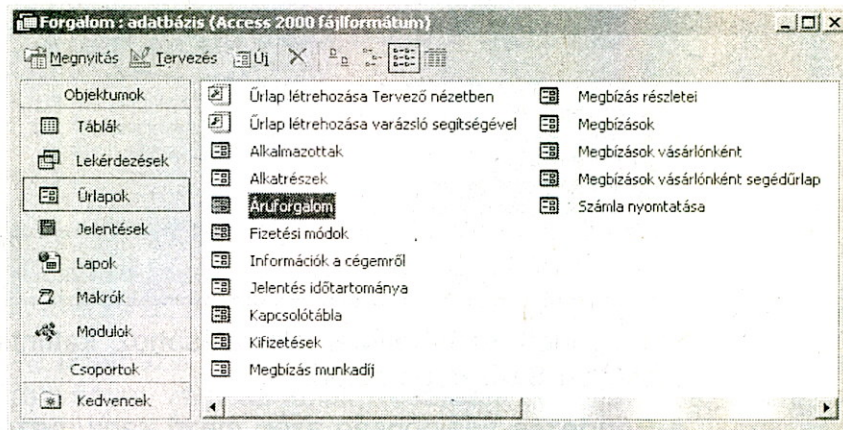 Forgalom : adatbázis (Access 2000 fájlformátum)
Megnyitás Tervezés Új
Objektumok
Táblák
Lekérdezések
Űrlapok
Jelentések
Lapok
Makrók
Modulok
Csoportok
Kedvencek
Űrlap létrehozása Tervező nézetben
Űrlap létrehozása varázsló segítségével
Alkalmazottak
Alkatrészek
Áruforgalom
Fizetési módok
Információk a cégemről
Jelentés időtartománya
Kapcsolótábla
Kifizetések
Megbízás munkadíj
Megbízás részletei
Megbízások
Megbízások vásárlónként
Megbízások vásárlónként segédűrlap
Számla nyomtatása